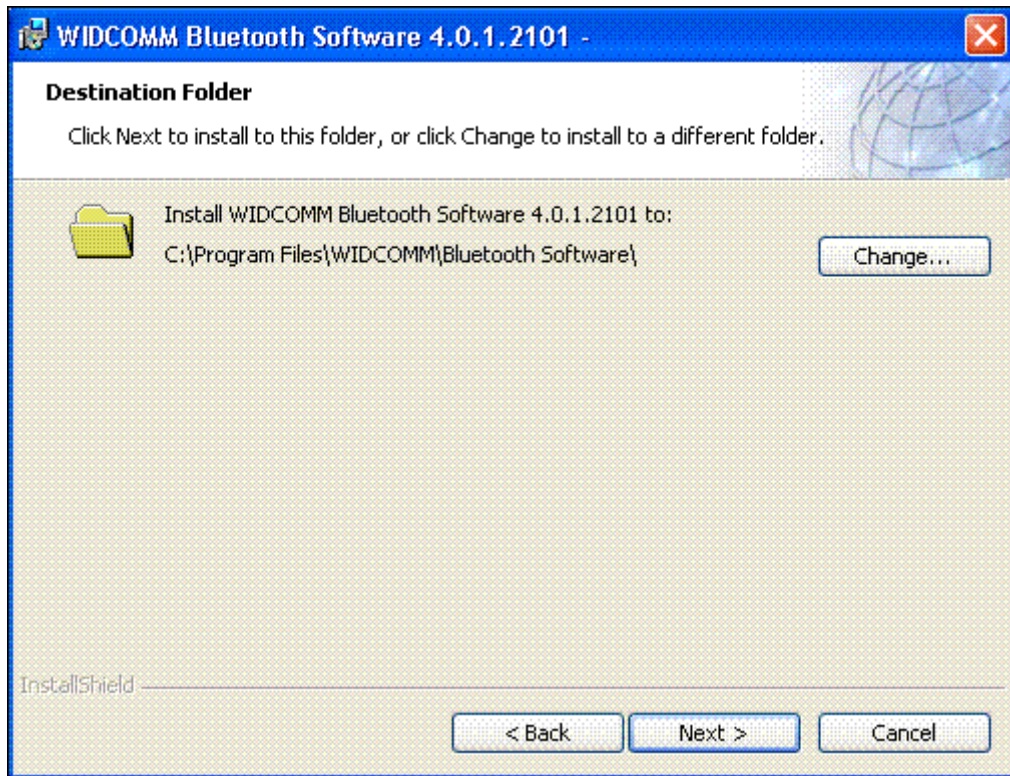 WIDCOMM Bluetooth Software 4.0.1.2101 -
Destination Folder
Click Next to install to this folder, or click Change to install to a different folder.
Install WIDCOMM Bluetooth Software 4.0.1.2101 to:
C:\Program Files\WIDCOMM\Bluetooth Software\
Change...
InstallShield
< Back
Next >
Cancel